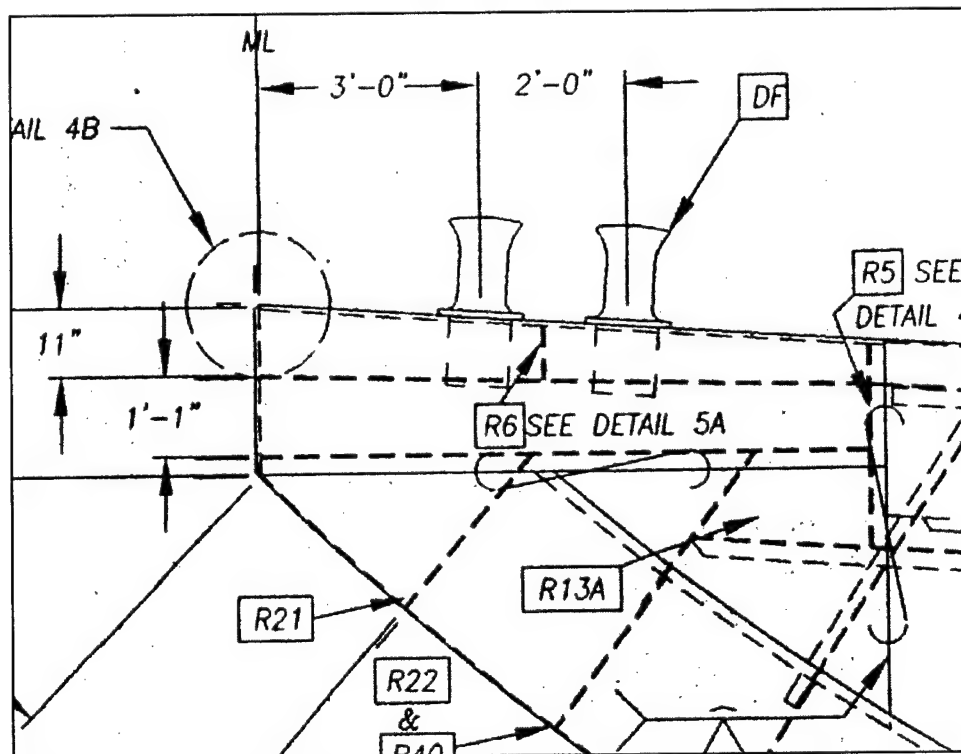 ML
3'-0"
2'-0"
DF
AIL 4B
R5 SEE
DETAIL
11"
1'-1"
R6 SEE DETAIL 5A
R13A
R21
R22
&
R40